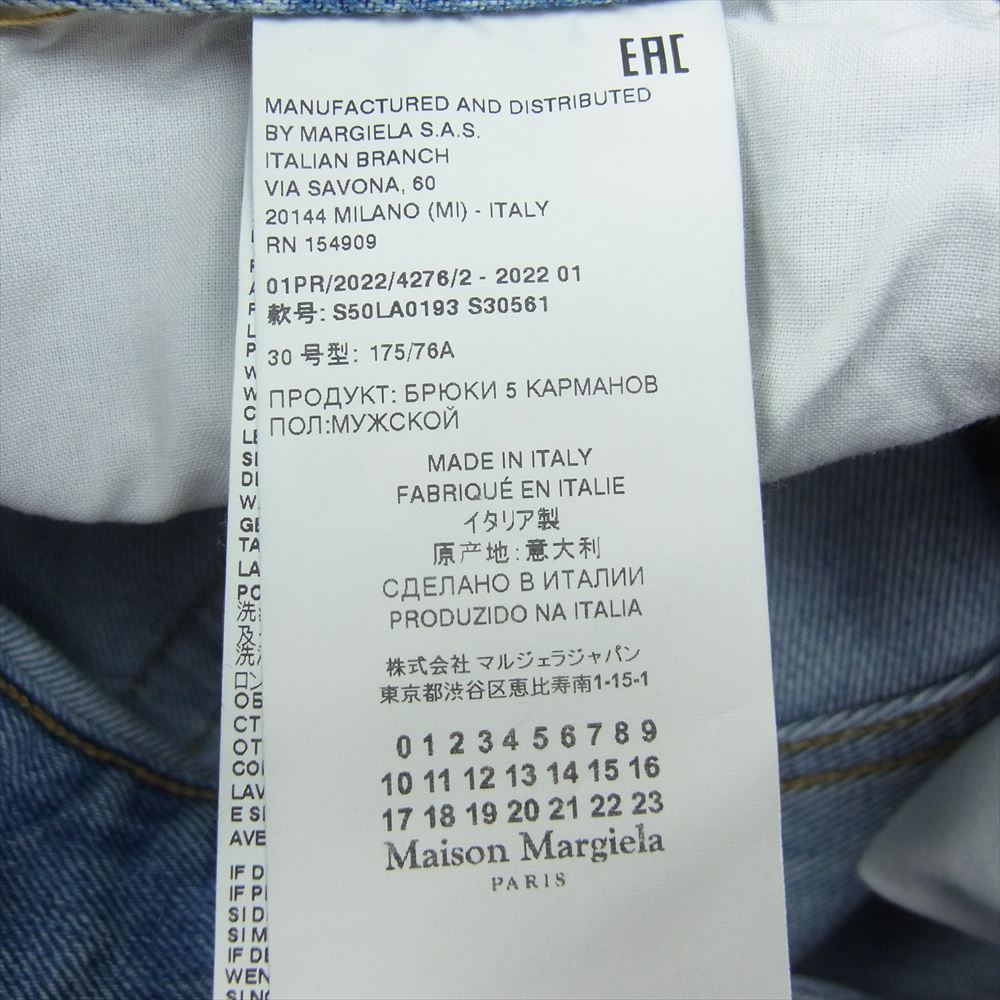 EAC
MANUFACTURED AND DISTRIBUTED
BY MARGIELA S.A.S.
ITALIAN BRANCH
VIA SAVONA, 60
20144 MILANO (MI) - ITALY
RN 154909
01PR/2022/4276/2 - 2022 01
款号: S50LA0193 S30561
30 号型: 175/76A
ПРОДУКТ: БРЮКИ 5 КАРМАНОВ
ПОЛ:МУЖСКОЙ
MADE IN ITALY
FABRIQUÉ EN ITALIE
イタリア製
原产地: 意大利
СДЕЛАНО В ИТАЛИИ
PRODUZIDO NA ITALIA
株式会社 マルジェラジャパン
東京都渋谷区恵比寿南1-15-1
0 1 2 3 4 5 6 7 8 9
10 11 12 13 14 15 16
17 18 19 20 21 22 23
Maison Margiela
PARIS